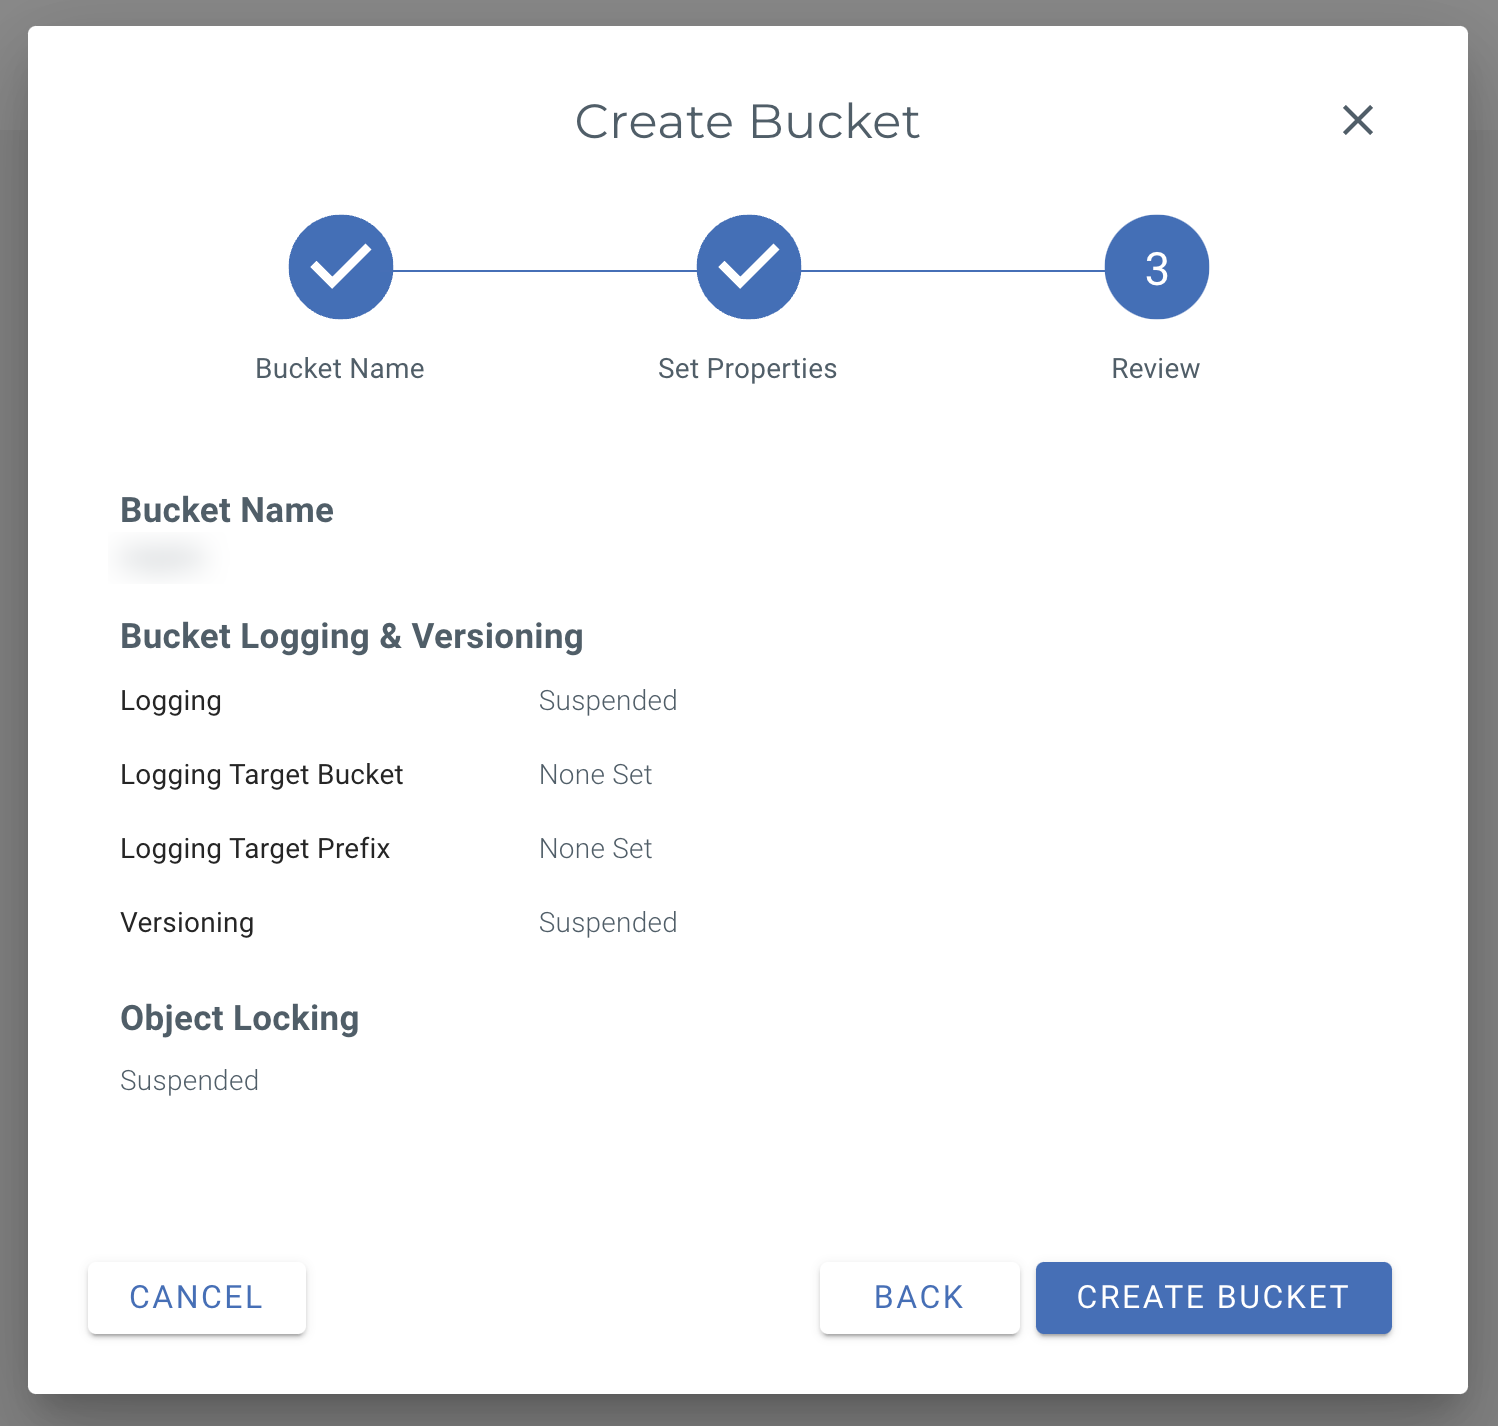 Create Bucket
3
Bucket Name
Set Properties
Review
Bucket Name
Bucket Logging & Versioning
Logging Suspended
Logging Target Bucket None Set
Logging Target Prefix None Set
Versioning Suspended
Object Locking
Suspended
CANCEL
BACK
CREATE BUCKET